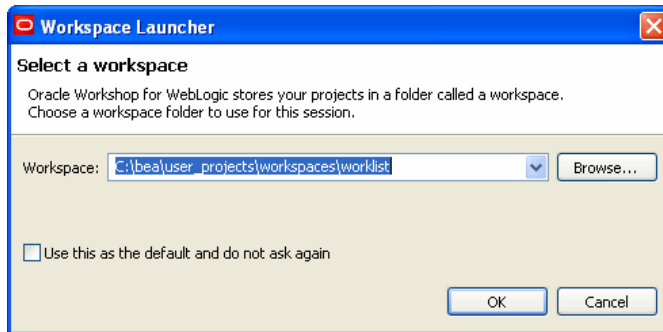 Workspace Launcher
Select a workspace
Oracle Workshop for WebLogic stores your projects in a folder called a workspace.
Choose a workspace folder to use for this session.
Workspace: C:\bea\user_projects\workspaces\worklist Browse...
Use this as the default and do not ask again
OK Cancel